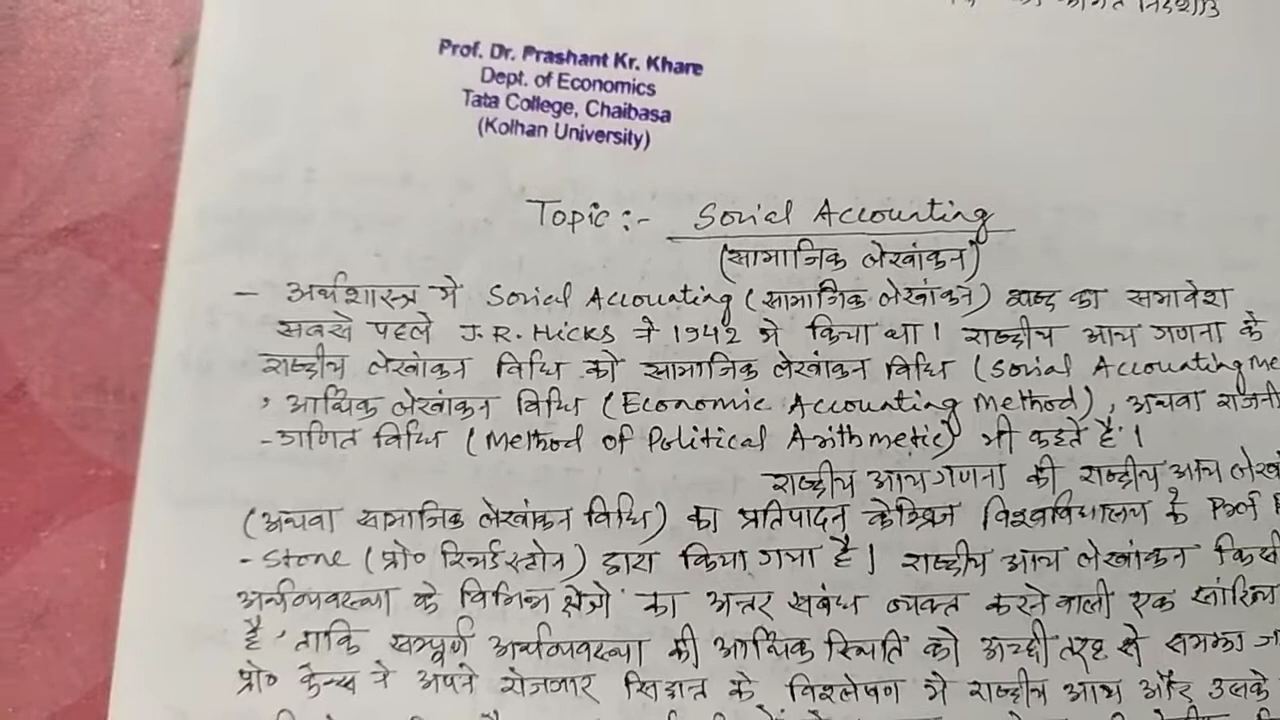 Prof. Dr. Prashant Kr. Khare
Dept. of Economics
Tata College, Chaibasa
(Kolhan University)
Topic :- Social Accounting
(सामाजिक लेखांकन)
- अर्थशास्त्र मे Social Accounting (सामाजिक लेखांकन) शब्द का समावेश
सबसे पहले J.R. Hicks ने 1942 मे किया था। राष्ट्रीय आय गणना के
राष्ट्रीय लेखांकन विधि को सामाजिक लेखांकन विधि (Social Accounting Me
, आर्थिक लेखांकन विधि (Economic Accounting Method), अथवा राजनी
- गणित विधि (Method of Political Arithmetic) भी कहते है।
राष्ट्रीय आय गणना की राष्ट्रीय आय लेखां
(अथवा सामाजिक लेखांकन विधि) का प्रतिपादन केम्ब्रिज विश्वविद्यालय के Prof
- Stone (प्रो० रिचर्ड स्टोन) द्वारा किया गया है। राष्ट्रीय आय लेखांकन किसी
अर्थव्यवस्था के विभिन्न क्षेत्रो का अन्तर संबंध व्यक्त करने वाली एक
है, ताकि सम्पूर्ण अर्थव्यवस्था की आर्थिक स्थिति को अच्छी तरह से समझा
प्रो० केन्स ने अपने रोजगार सिद्धान्त के विश्लेषण मे राष्ट्रीय आय और उसके